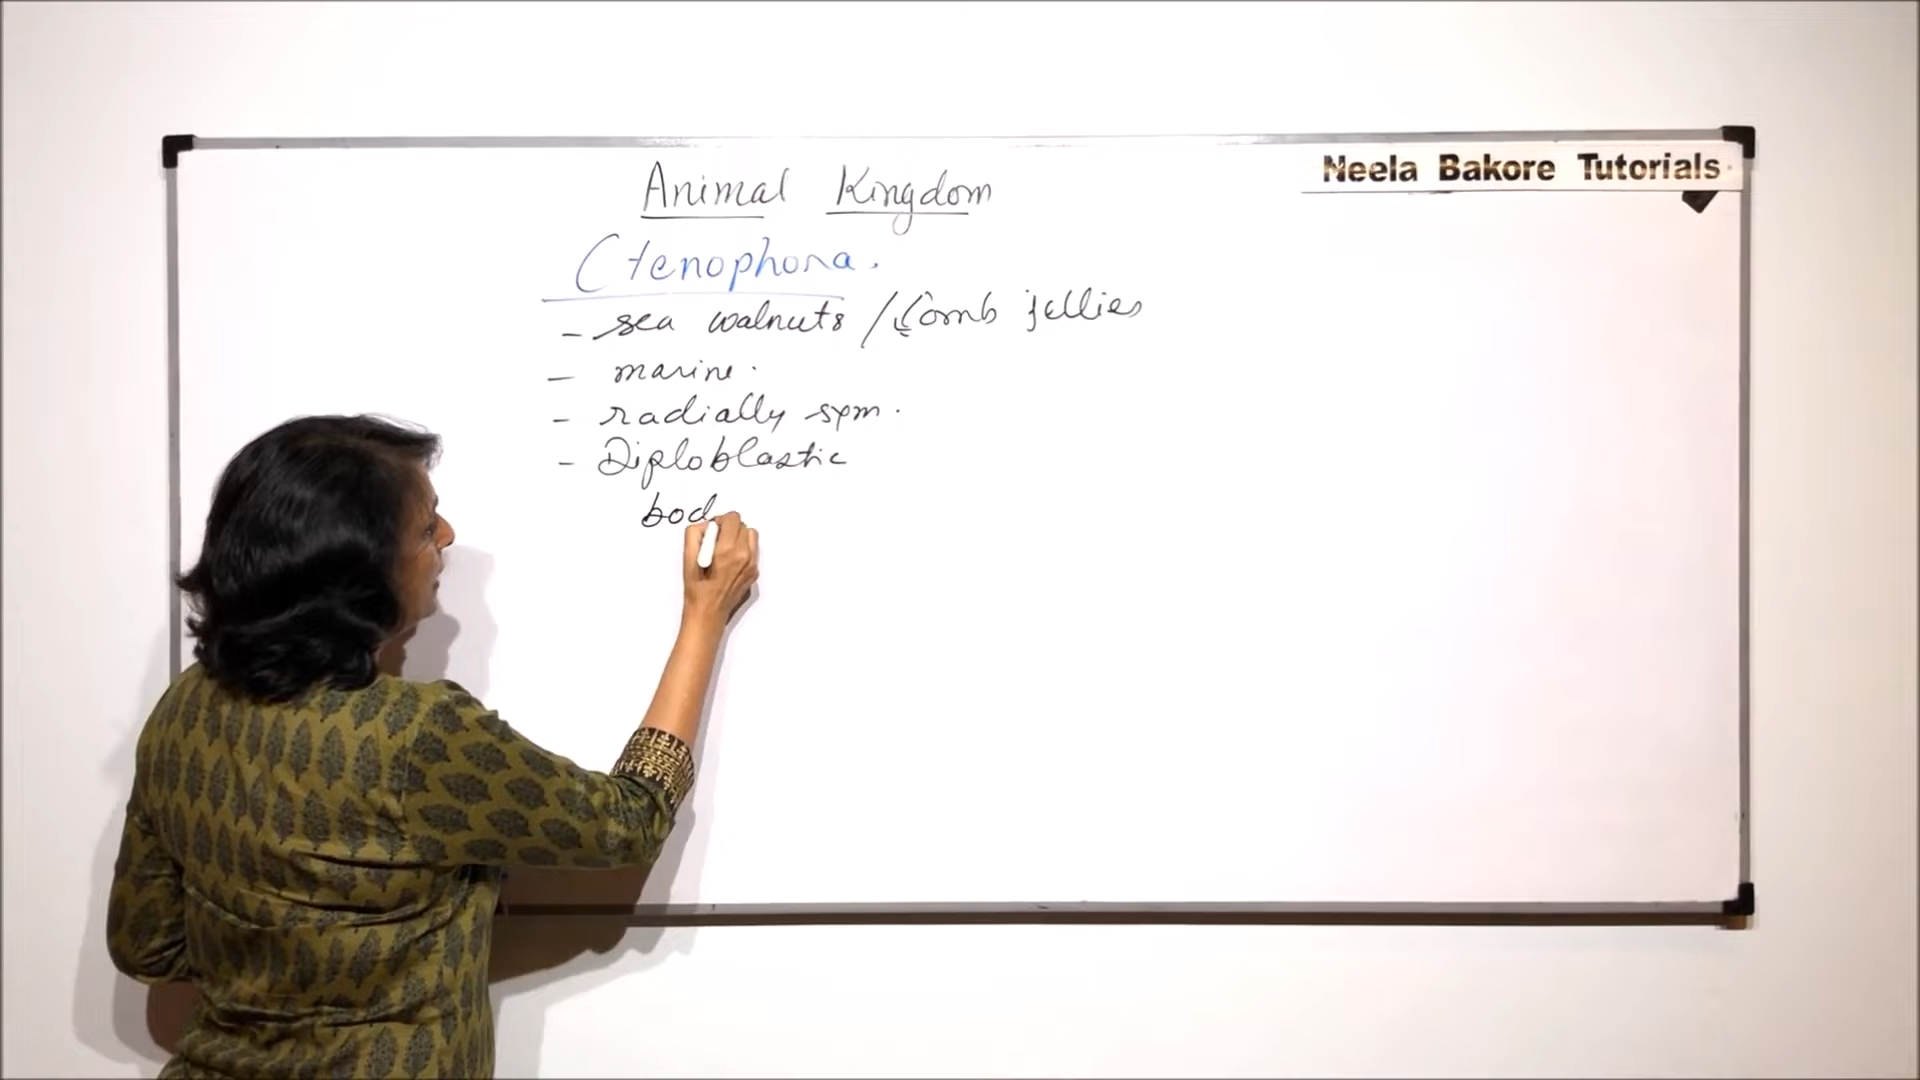 Animal Kingdom
Neela Bakore Tutorials
Ctenophora.
- sea walnuts / Comb jellies
- marine.
- radially sym.
- Diploblastic
bod